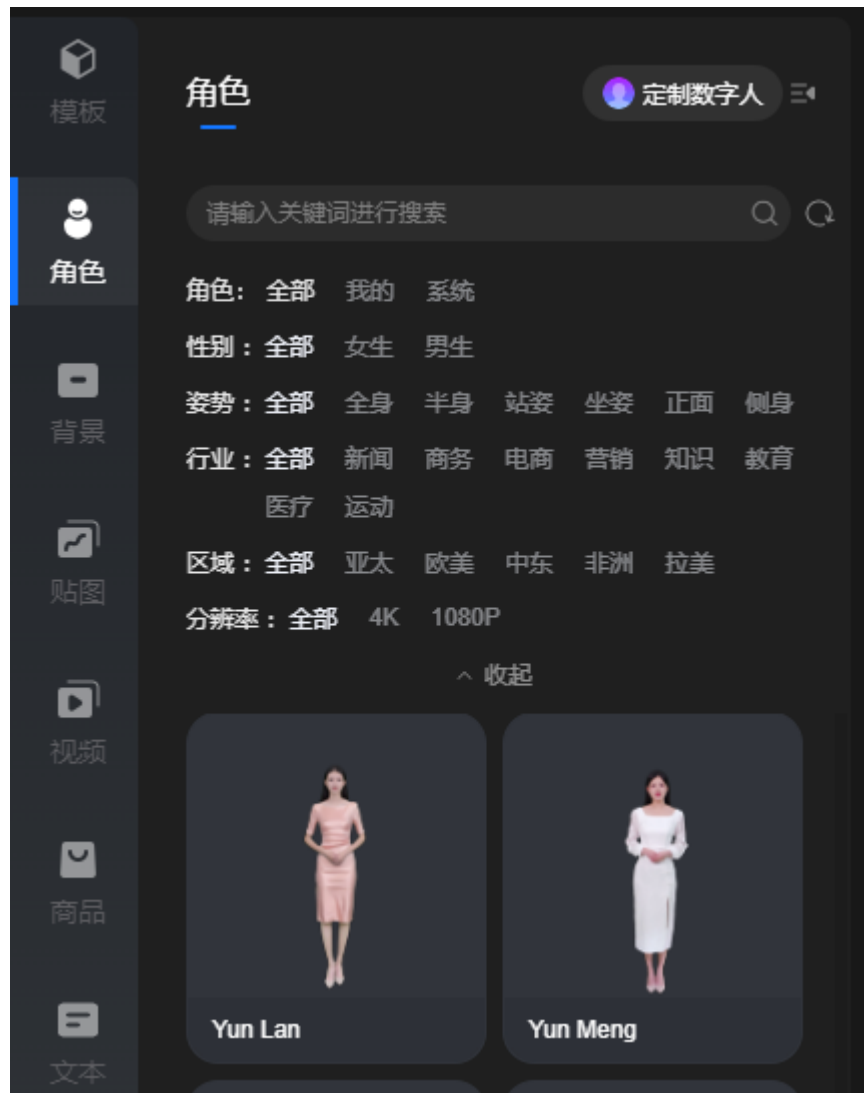 模板
角色
背景
贴图
视频
商品
文本
角色
定制数字人
请输入关键词进行搜索
角色: 全部 我的 系统
性别: 全部 女生 男生
姿势: 全部 全身 半身 站姿 坐姿 正面 侧身
行业: 全部 新闻 商务 电商 营销 知识 教育
医疗 运动
区域: 全部 亚太 欧美 中东 非洲 拉美
分辨率: 全部 4K 1080P
收起
Yun Lan
Yun Meng